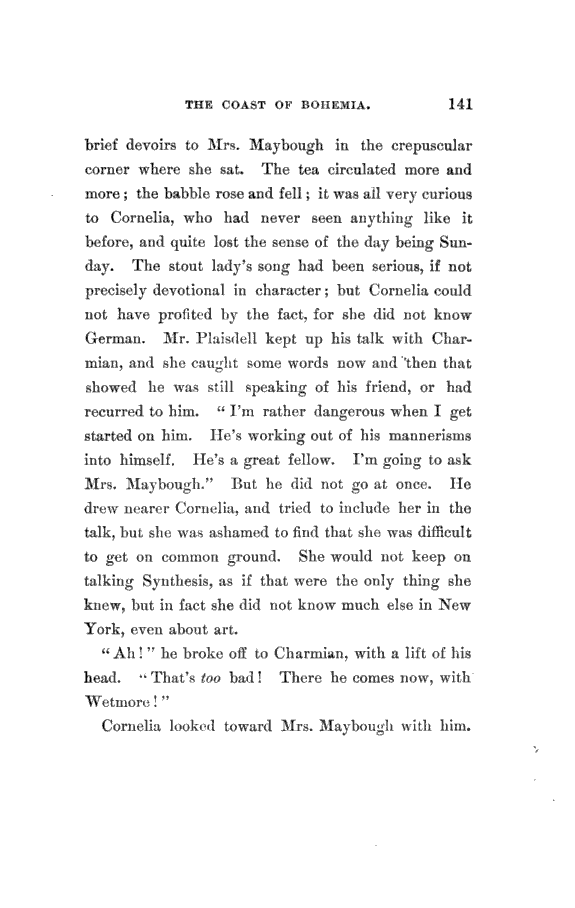 THE COAST OF BOHEMIA. 141
brief devoirs to Mrs. Maybough in the crepuscular
corner where she sat. The tea circulated more and
more; the babble rose and fell; it was all very curious
to Cornelia, who had never seen anything like it
before, and quite lost the sense of the day being Sun-
day. The stout lady's song had been serious, if not
precisely devotional in character; but Cornelia could
not have profited by the fact, for she did not know
German. Mr. Plaisdell kept up his talk with Char-
mian, and she caught some words now and then that
showed he was still speaking of his friend, or had
recurred to him. "I'm rather dangerous when I get
started on him. He's working out of his mannerisms
into himself. He's a great fellow. I'm going to ask
Mrs. Maybough." But he did not go at once. He
drew nearer Cornelia, and tried to include her in the
talk, but she was ashamed to find that she was difficult
to get on common ground. She would not keep on
talking Synthesis, as if that were the only thing she
knew, but in fact she did not know much else in New
York, even about art.
"Ah!" he broke off to Charmian, with a lift of his
head. "That's too bad! There he comes now, with
Wetmore!"
Cornelia looked toward Mrs. Maybough with him.